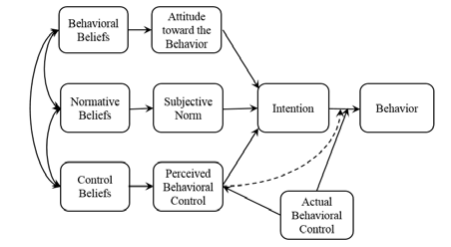 Behavioral
Beliefs
Attitude
toward the
Behavior
Normative
Beliefs
Subjective
Norm
Intention
Behavior
Control
Beliefs
Perceived
Behavioral
Control
Actual
Behavioral
Control